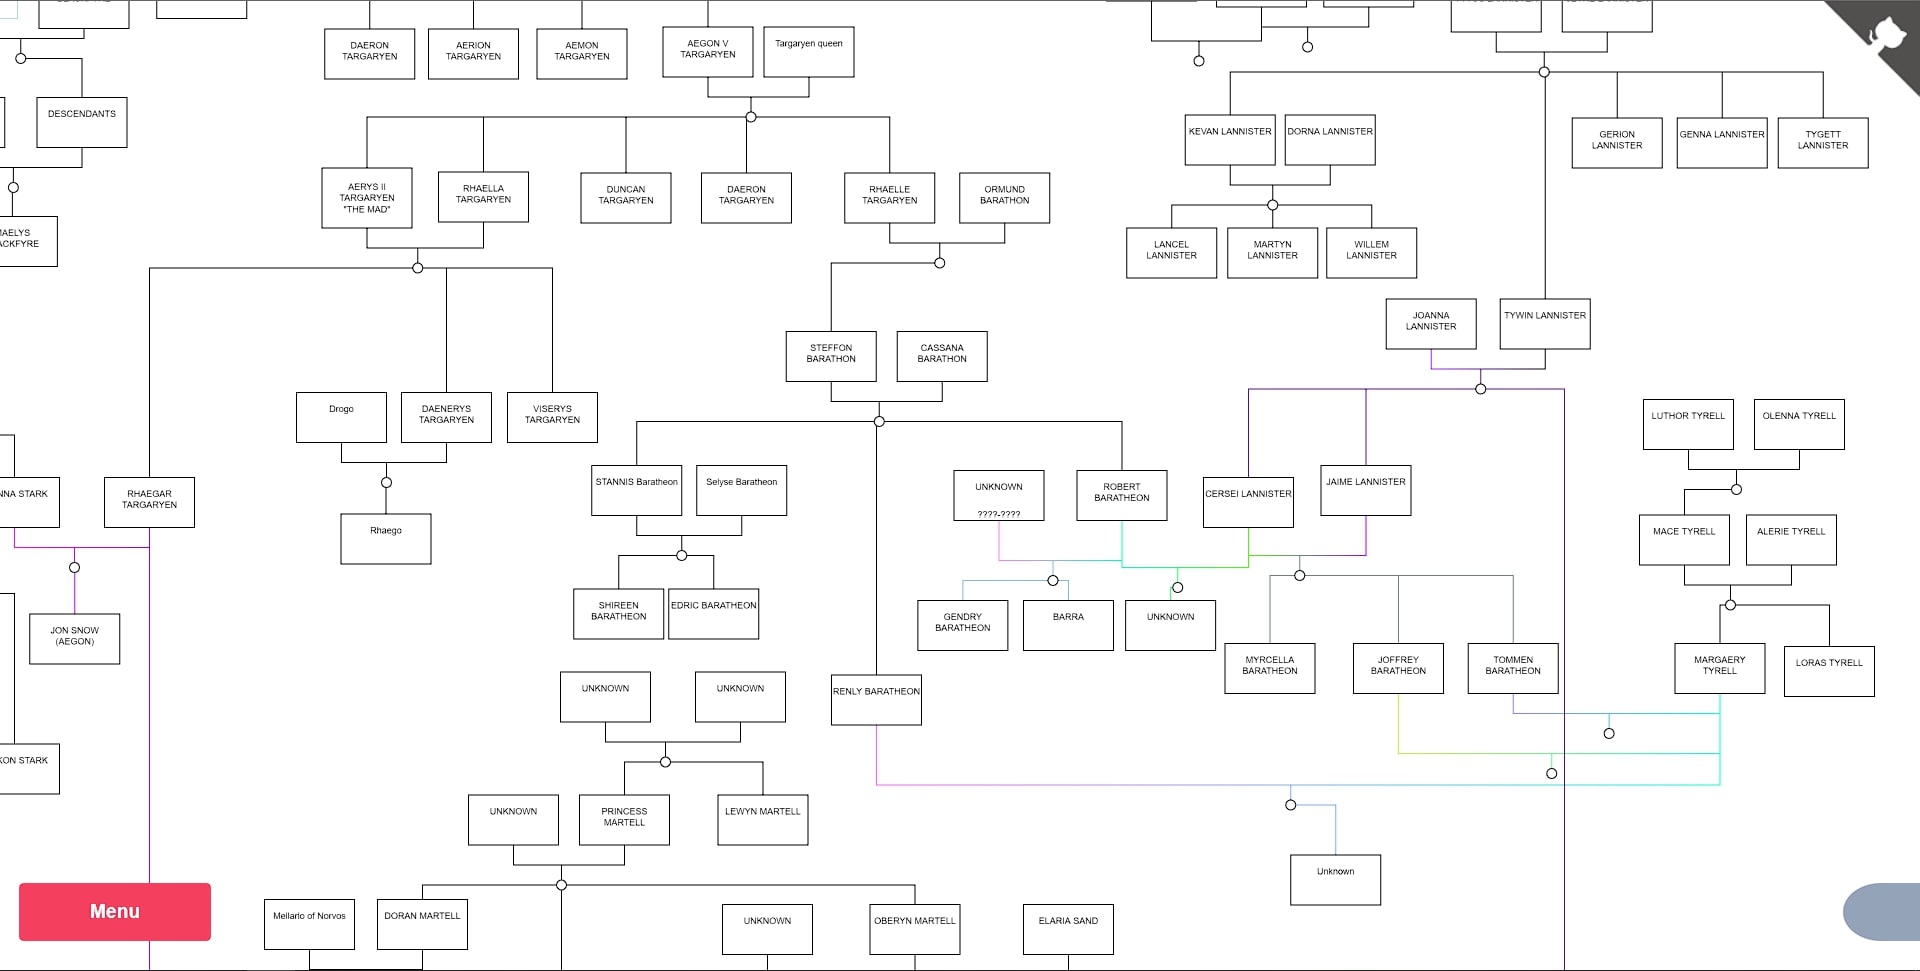 DAERON
TARGARYEN
AERION
TARGARYEN
AEMON
TARGARYEN
AEGON V
TARGARYEN
Targaryen queen
DESCENDANTS
KEVAN LANNISTER
DORNA LANNISTER
GERION
LANNISTER
GENNA LANNISTER
TYGETT
LANNISTER
AERYS II
TARGARYEN
"THE MAD"
RHAELLA
TARGARYEN
DUNCAN
TARGARYEN
DAERON
TARGARYEN
RHAELLE
TARGARYEN
ORMUND
BARATHON
LANCEL
LANNISTER
MARTYN
LANNISTER
WILLEM
LANNISTER
JOANNA
LANNISTER
TYWIN LANNISTER
STEFFON
BARATHON
CASSANA
BARATHON
Drogo
DAENERYS
TARGARYEN
VISERYS
TARGARYEN
LUTHOR TYRELL
OLENNA TYRELL
NNA STARK
RHAEGAR
TARGARYEN
STANNIS Baratheon
Selyse Baratheon
UNKNOWN
????-????
ROBERT
BARATHEON
CERSEI LANNISTER
JAIME LANNISTER
Rhaego
MACE TYRELL
ALERIE TYRELL
JON SNOW
(AEGON)
SHIREEN
BARATHEON
EDRIC BARATHEON
GENDRY
BARATHEON
BARRA
UNKNOWN
MYRCELLA
BARATHEON
JOFFREY
BARATHEON
TOMMEN
BARATHEON
MARGAERY
TYRELL
LORAS TYRELL
UNKNOWN
UNKNOWN
RENLY BARATHEON
KON STARK
UNKNOWN
PRINCESS
MARTELL
LEWYN MARTELL
Unknown
Menu
Mellario of Norvos
DORAN MARTELL
UNKNOWN
OBERYN MARTELL
ELARIA SAND